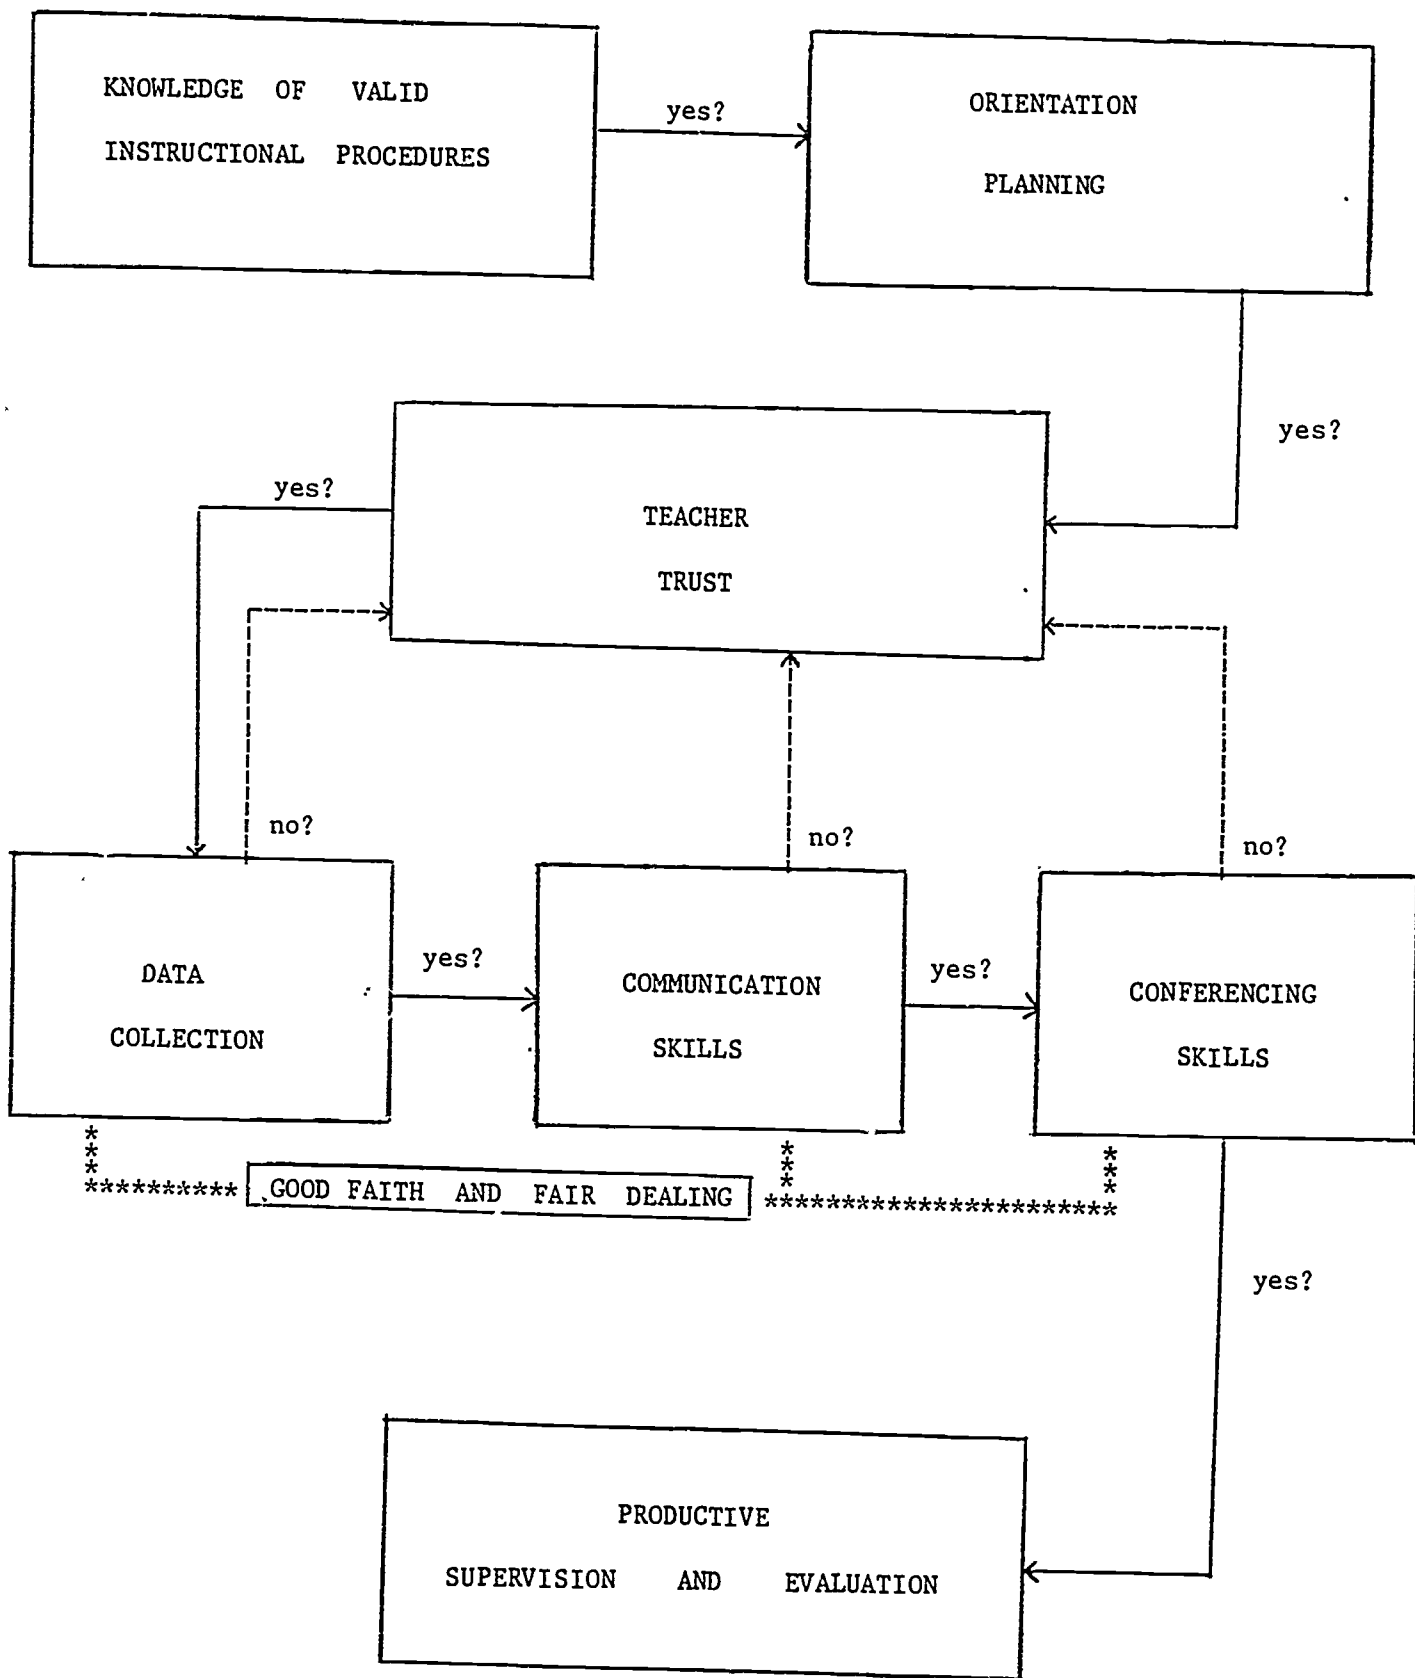 KNOWLEDGE OF VALID
INSTRUCTIONAL PROCEDURES
yes?
ORIENTATION
PLANNING
yes?
yes?
TEACHER
TRUST
no?
no?
no?
DATA
COLLECTION
yes?
COMMUNICATION
SKILLS
yes?
CONFERENCING
SKILLS
GOOD FAITH AND FAIR DEALING
yes?
PRODUCTIVE
SUPERVISION AND EVALUATION